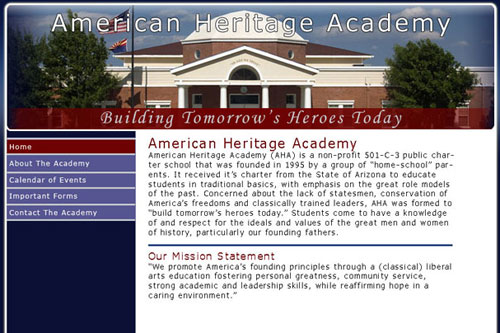 American Heritage Academy
Building Tomorrow's Heroes Today
Home
About The Academy
Calendar of Events
Important Forms
Contact The Academy
American Heritage Academy
American Heritage Academy (AHA) is a non-profit 501-C-3 public char-
ter school that was founded in 1995 by a group of "home-school" par-
ents. It received it's charter from the State of Arizona to educate
students in traditional basics, with emphasis on the great role models
of the past. Concerned about the lack of statesmen, conservation of
America's freedoms and classically trained leaders, AHA was formed to
"build tomorrow's heroes today." Students come to have a knowledge
of and respect for the ideals and values of the great men and women
of history, particularly our founding fathers.
Our Mission Statement
"We promote America's founding principles through a (classical) liberal
arts education fostering personal greatness, community service,
strong academic and leadership skills, while reaffirming hope in a
caring environment."